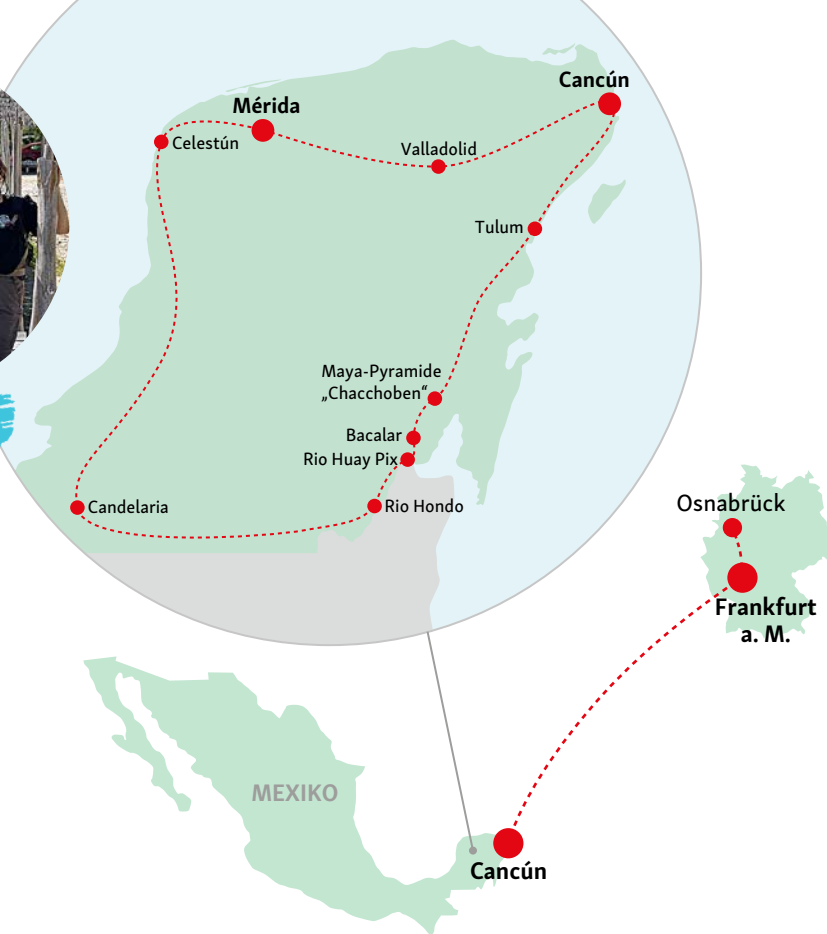 Cancún
Mérida
Celestún
Valladolid
Tulum
Maya-Pyramide
„Chacchoben“
Bacalar
Rio Huay Pix
Candelaria
Rio Hondo
Osnabrück
Frankfurt
a. M.
MEXIKO
Cancún